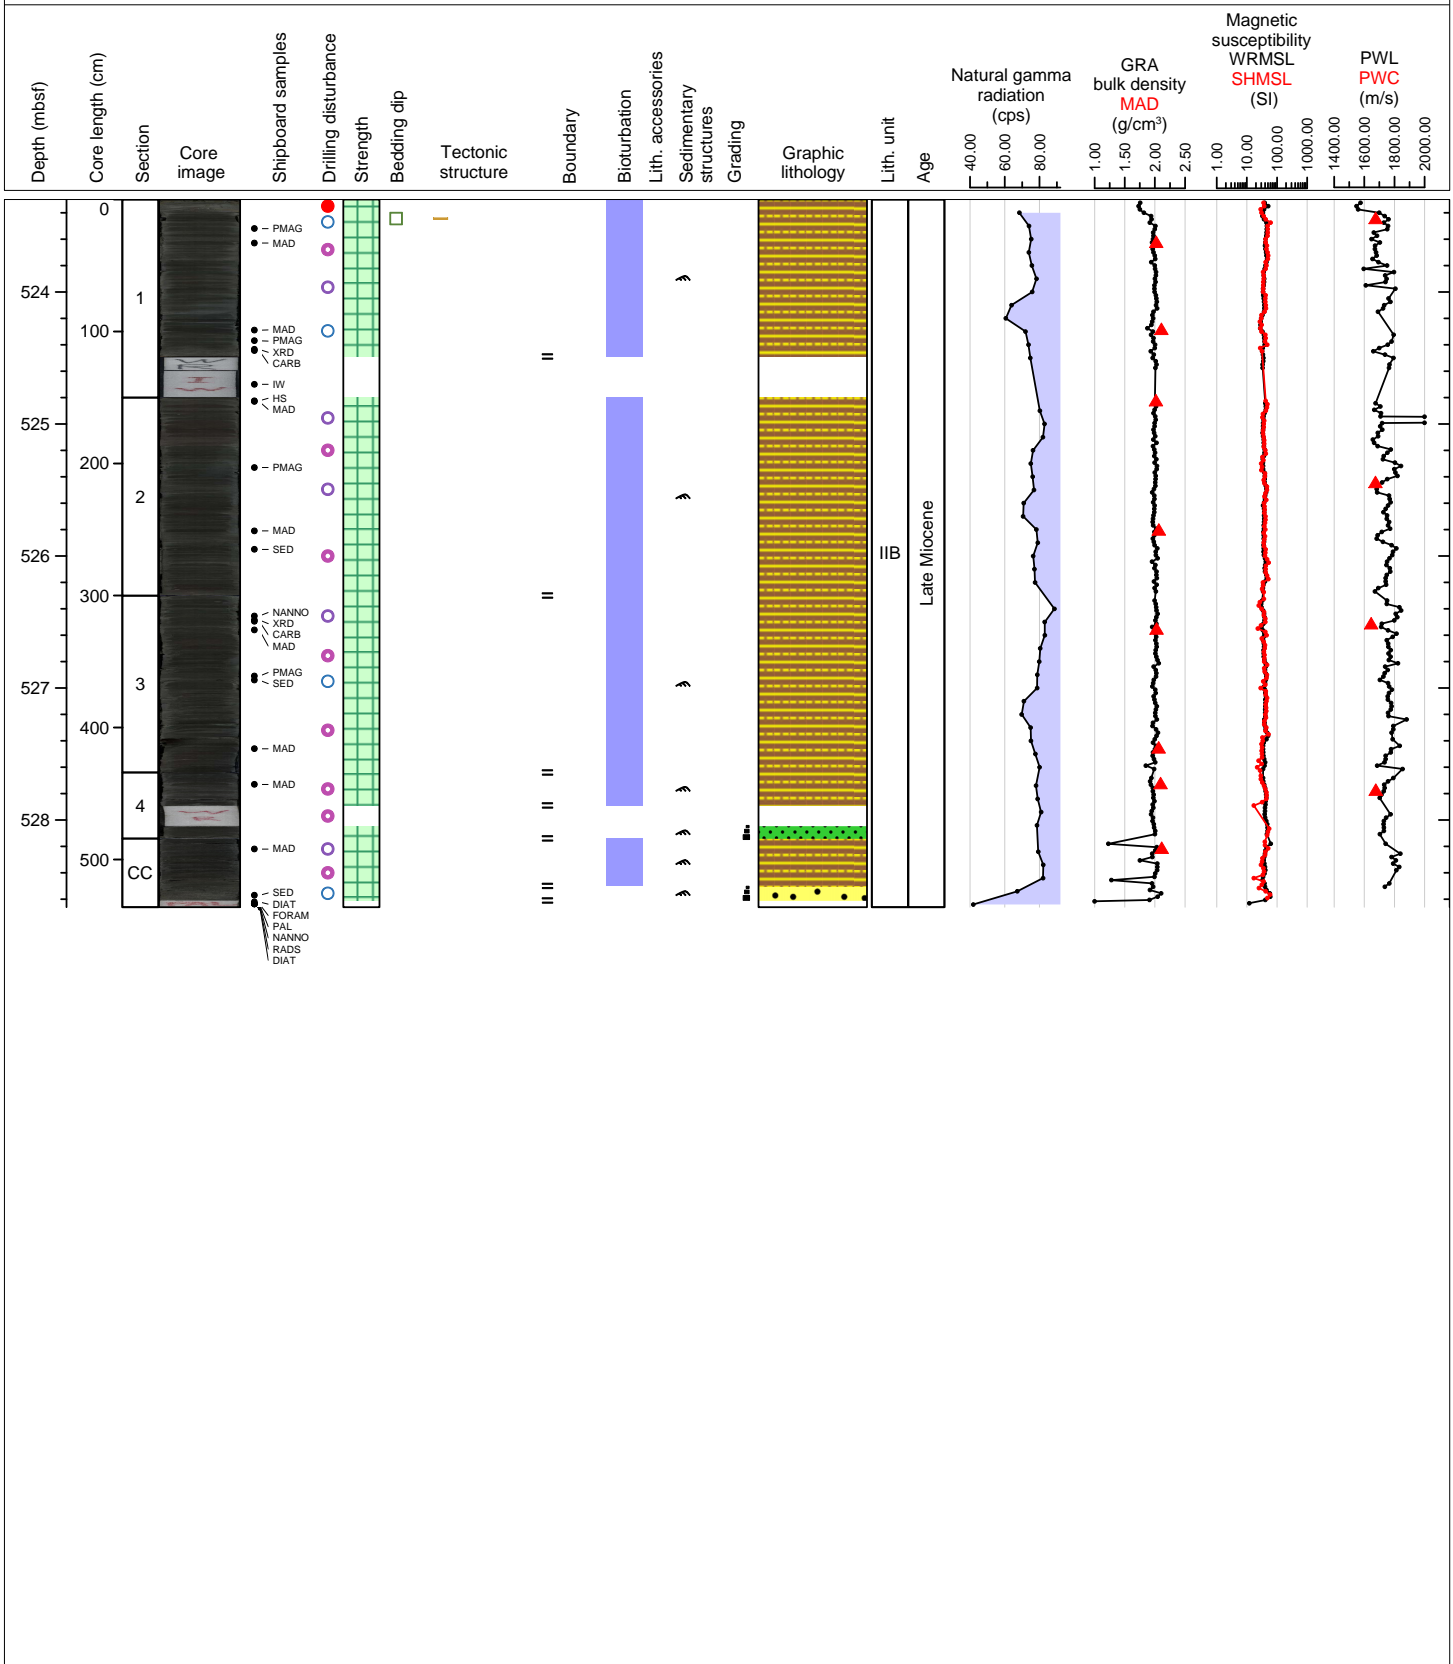 Depth (mbsf)
Core length (cm)
Section
Core
image
Shipboard samples
Drilling disturbance
Strength
Bedding dip
Tectonic
structure
Boundary
Bioturbation
Lith. accessories
Sedimentary
structures
Grading
Graphic
lithology
Lith. unit
Age
Natural gamma
radiation
(cps)
40.00 60.00 80.00
GRA
bulk density
MAD
(g/cm³)
1.00 1.50 2.00 2.50
Magnetic
susceptibility
WRMSL
SHMSL
(SI)
1.00 10.00 100.00 1000.00
PWL
PWC
(m/s)
1400.00 1600.00 1800.00 2000.00
524
525
526
527
528
0
100
200
300
400
500
1
2
3
4
CC
PMAG
MAD
MAD
PMAG
XRD
CARB
IW
HS
MAD
PMAG
MAD
SED
NANNO
XRD
CARB
MAD
PMAG
SED
MAD
MAD
MAD
SED
DIAT
FORAM
PAL
NANNO
RADS
DIAT
IIB
Late Miocene